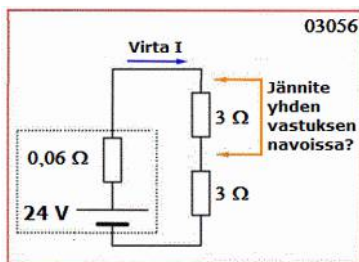 03056
Virta I
Jännite
yhden
vastuksen
navoissa?
3 Ω
0,06 Ω
3 Ω
24 V